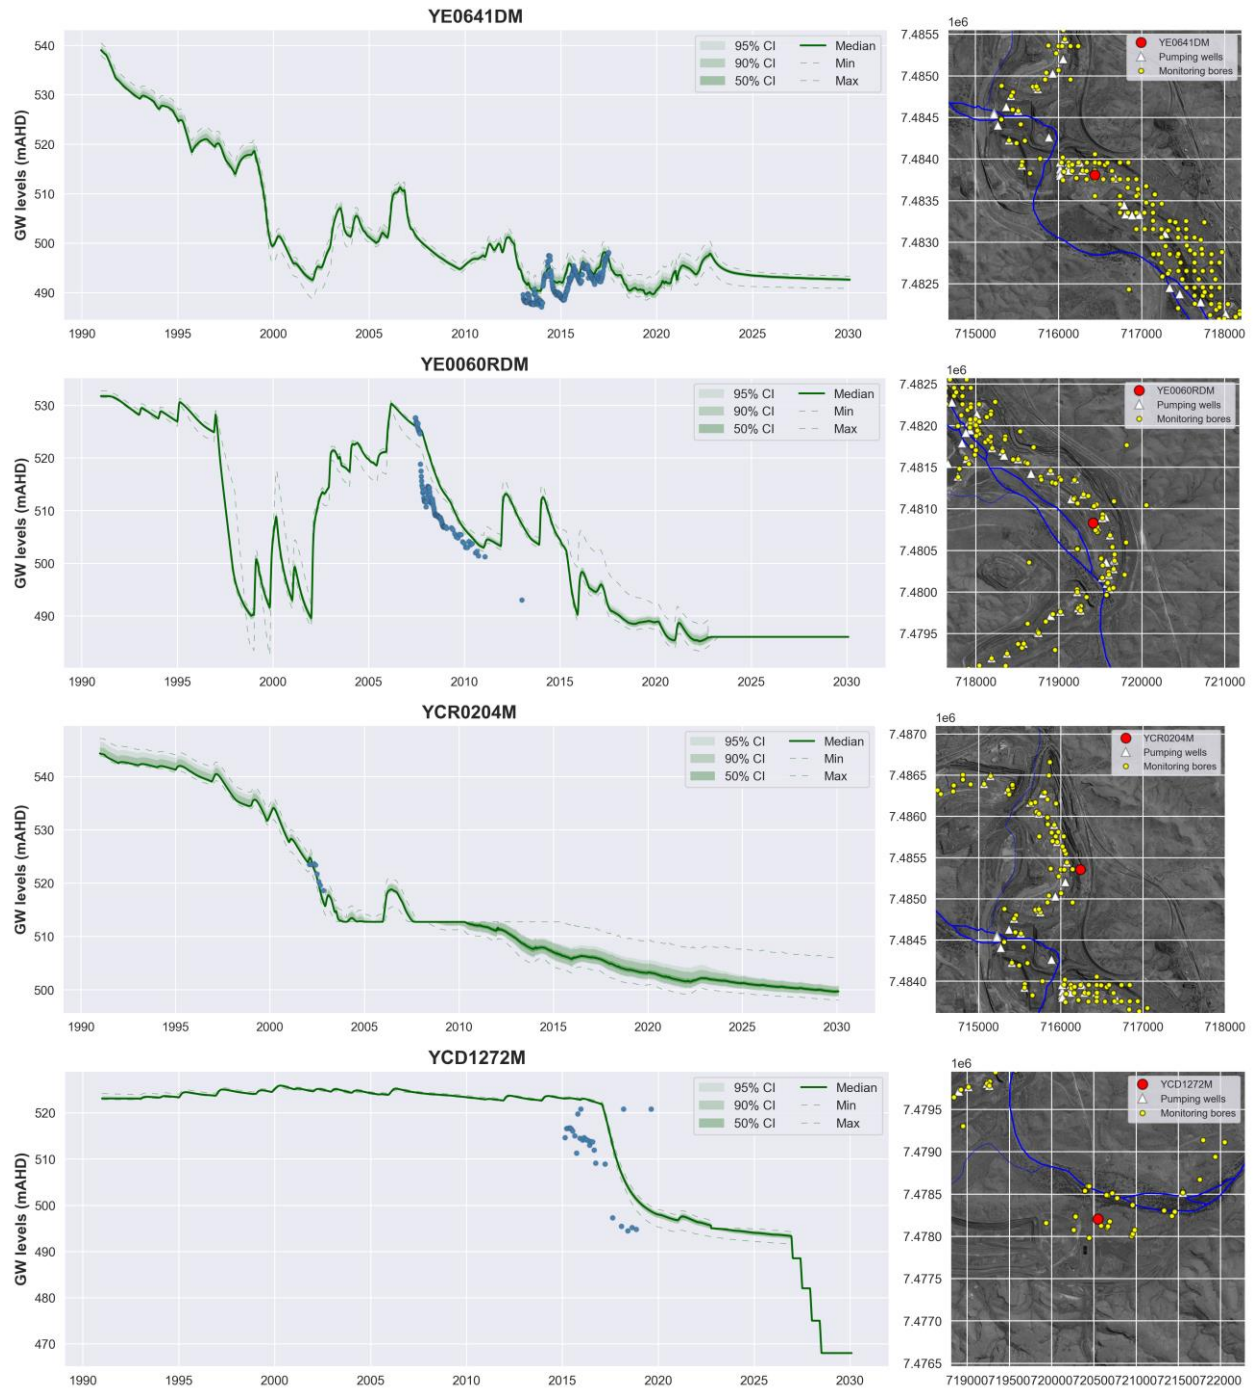 YE0641DM
GW levels (mAHD)
540
530
520
510
500
490
1990 1995 2000 2005 2010 2015 2020 2025 2030
95% CI Median
90% CI Min
50% CI Max
1e6
7.4855
7.4850
7.4845
7.4840
7.4835
7.4830
7.4825
715000 716000 717000 718000
YE0641DM
Pumping wells
Monitoring bores
YE0060RDM
GW levels (mAHD)
530
520
510
500
490
1990 1995 2000 2005 2010 2015 2020 2025 2030
95% CI Median
90% CI Min
50% CI Max
1e6
7.4825
7.4820
7.4815
7.4810
7.4805
7.4800
7.4795
718000 719000 720000 721000
YE0060RDM
Pumping wells
Monitoring bores
YCR0204M
GW levels (mAHD)
540
530
520
510
500
1990 1995 2000 2005 2010 2015 2020 2025 2030
95% CI Median
90% CI Min
50% CI Max
1e6
7.4870
7.4865
7.4860
7.4855
7.4850
7.4845
7.4840
715000 716000 717000 718000
YCR0204M
Pumping wells
Monitoring bores
YCD1272M
GW levels (mAHD)
520
510
500
490
480
470
1990 1995 2000 2005 2010 2015 2020 2025 2030
95% CI Median
90% CI Min
50% CI Max
1e6
7.4795
7.4790
7.4785
7.4780
7.4775
7.4770
7.4765
719000 719500 720000 720500 721000 721500 722000
YCD1272M
Pumping wells
Monitoring bores